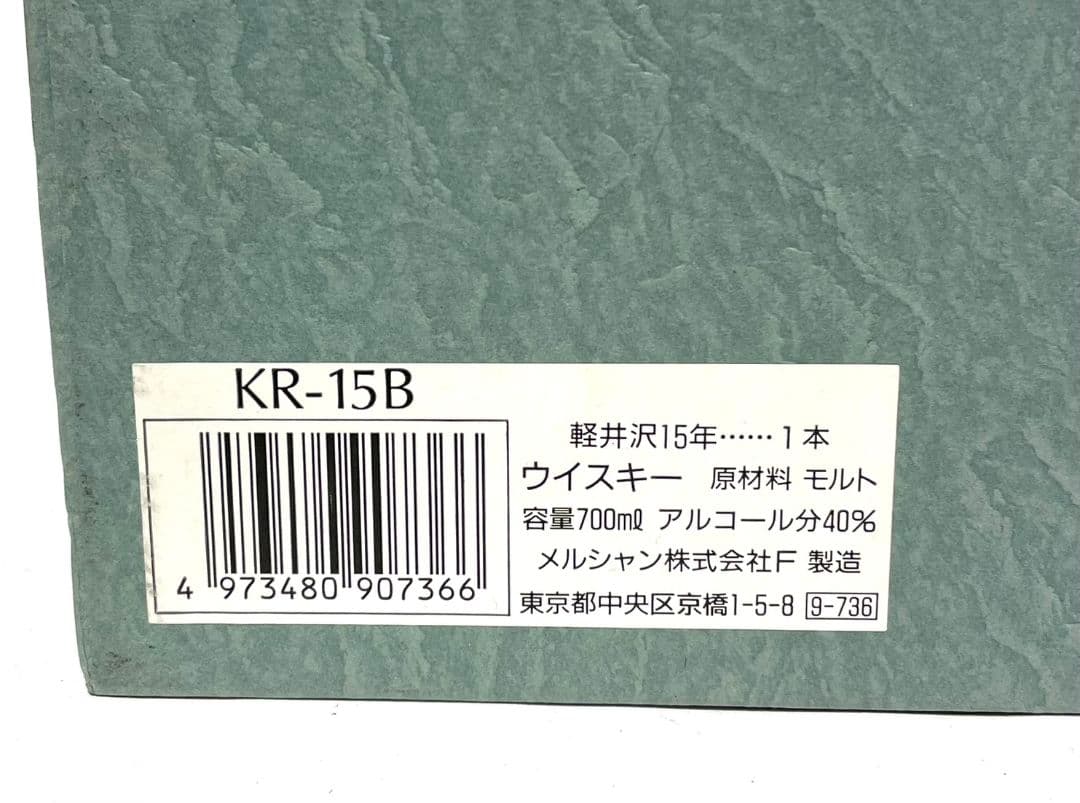 KR-15B
4 973480 907366
軽井沢15年……1本
ウイスキー 原材料 モルト
容量700mℓ アルコール分40%
メルシャン株式会社F 製造
東京都中央区京橋1-5-8 9-736